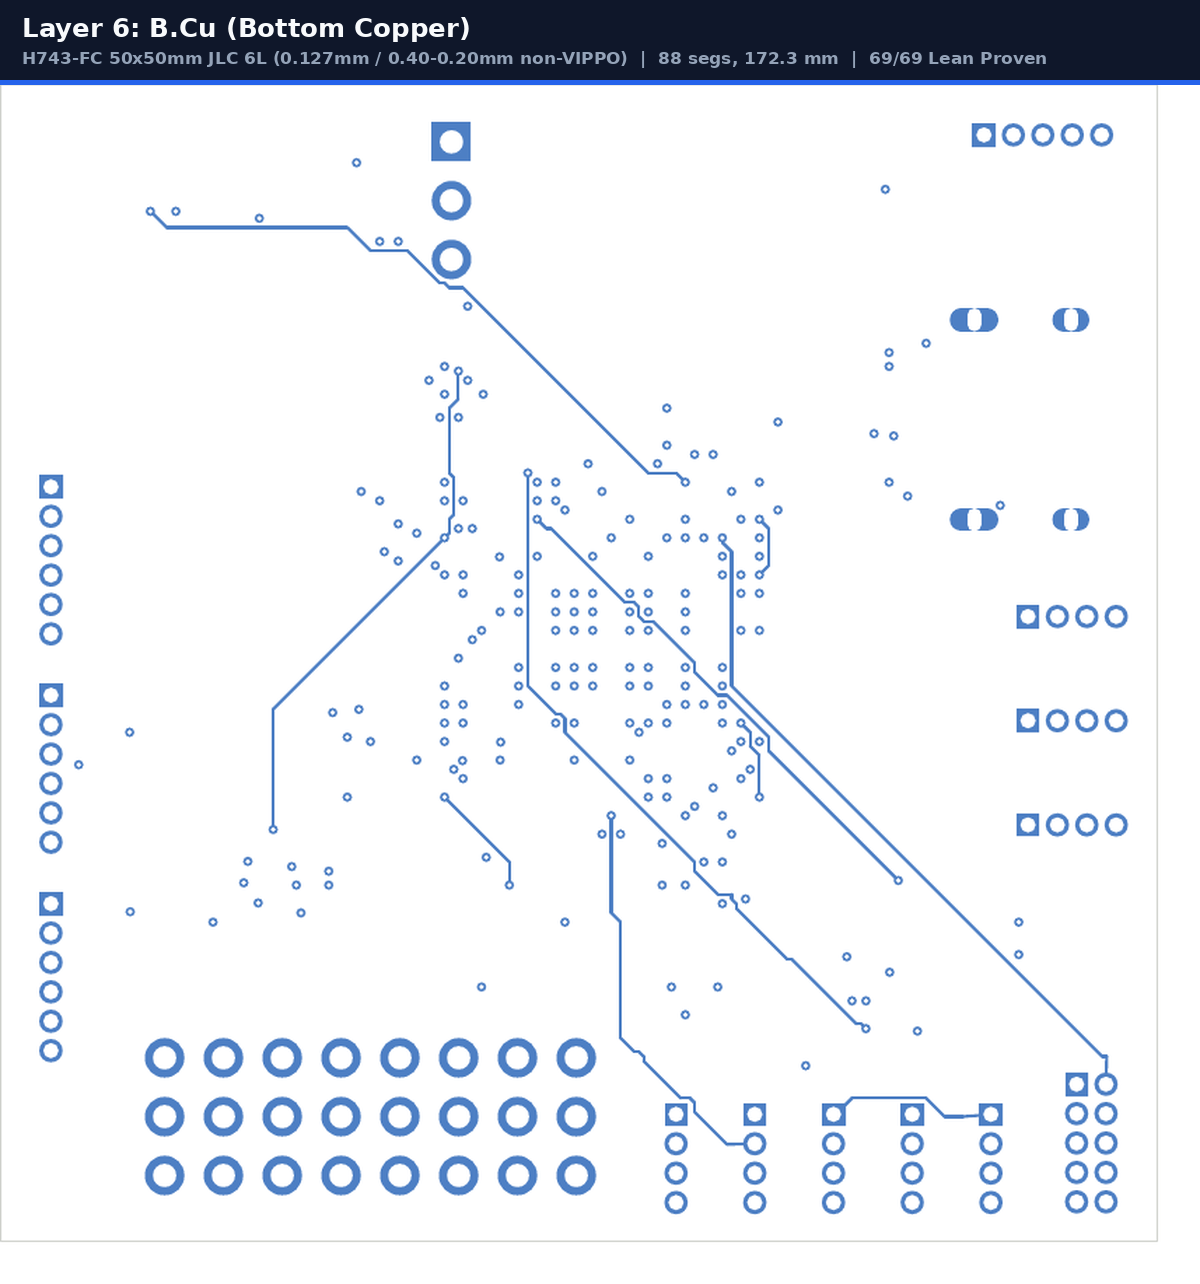 Layer 6: B.Cu (Bottom Copper)
H743-FC 50x50mm JLC 6L (0.127mm / 0.40-0.20mm non-VIPPO)  |  88 segs, 172.3 mm  |  69/69 Lean Proven